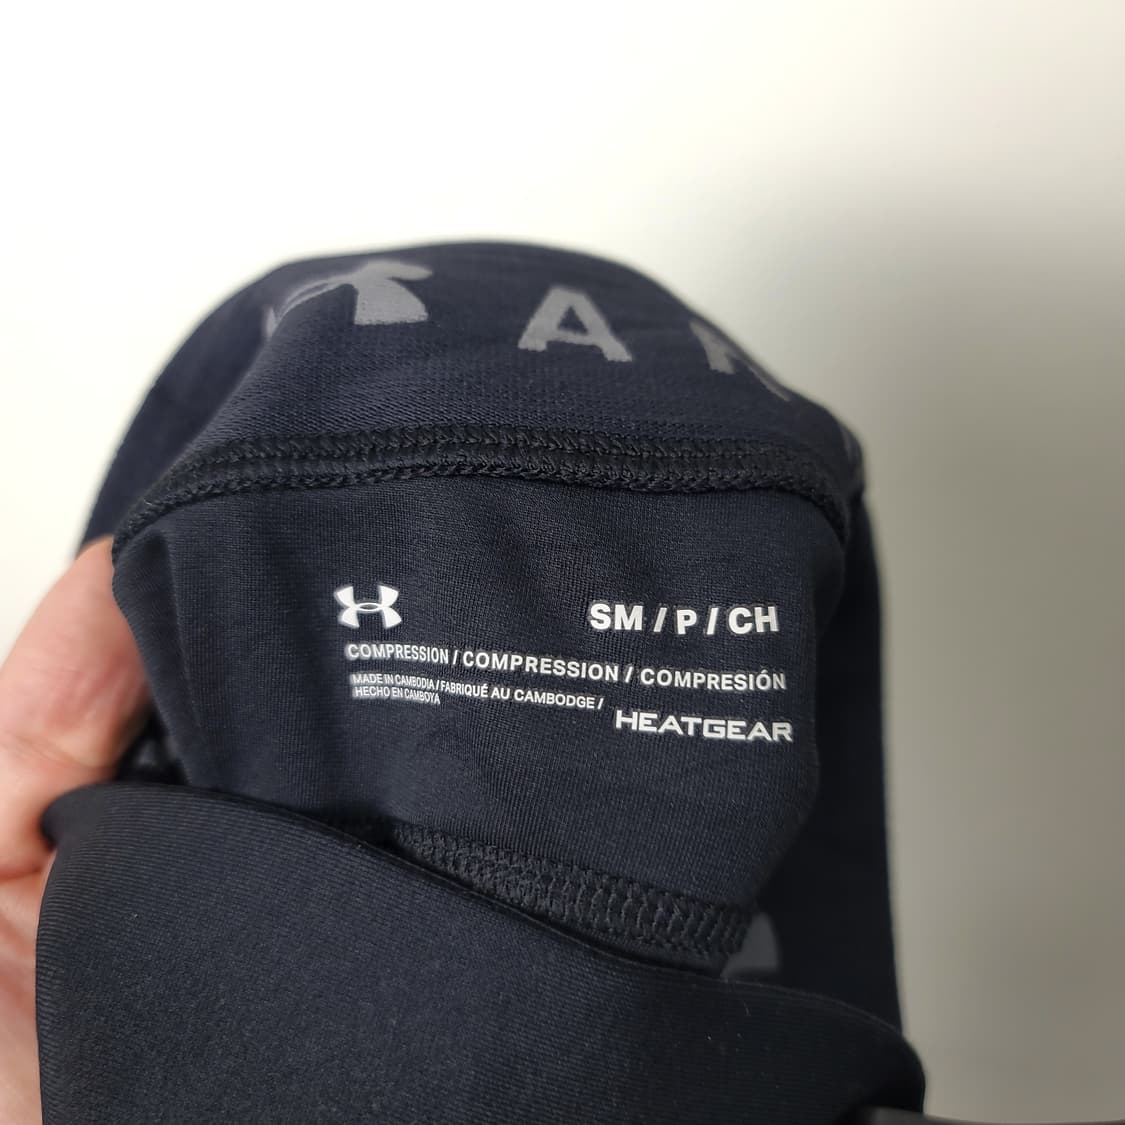 A
SM / P / CH
COMPRESSION / COMPRESSION / COMPRESIÓN
MADE IN CAMBODIA / FABRIQUÉ AU CAMBODGE /
HECHO EN CAMBOYA
HEATGEAR